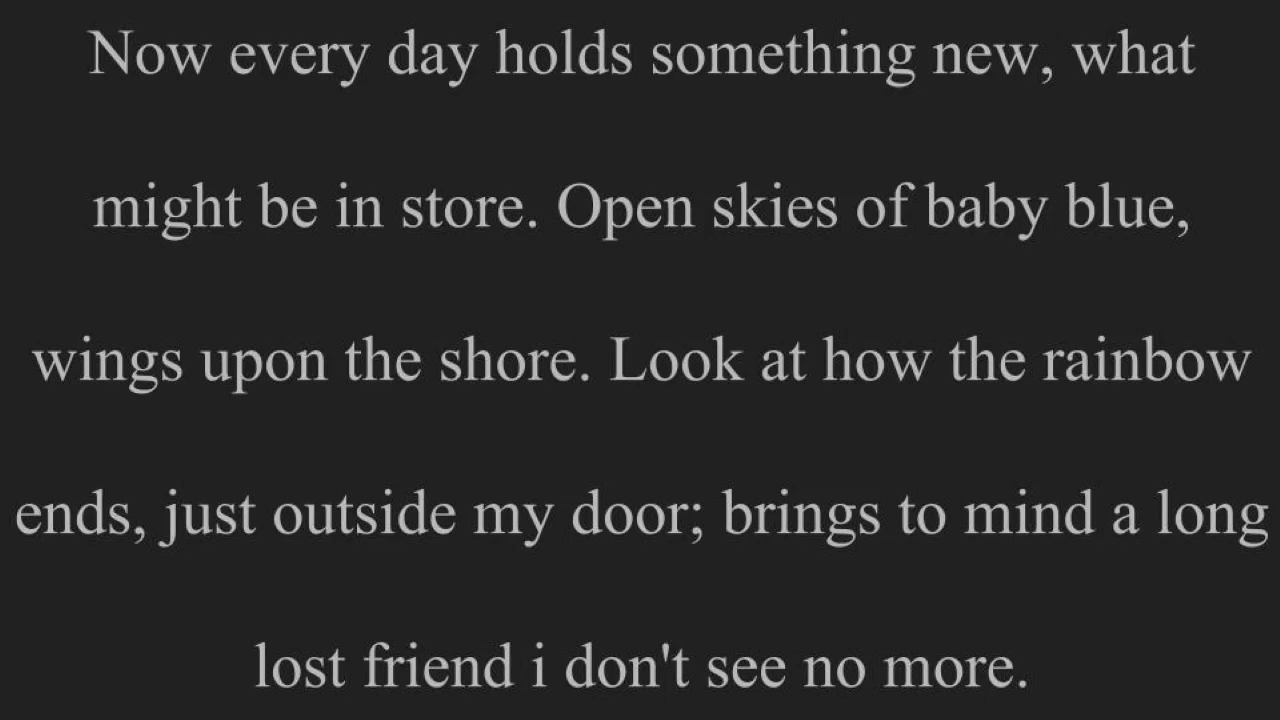 Now every day holds something new, what
might be in store. Open skies of baby blue,
wings upon the shore. Look at how the rainbow
ends, just outside my door; brings to mind a long
lost friend i don't see no more.